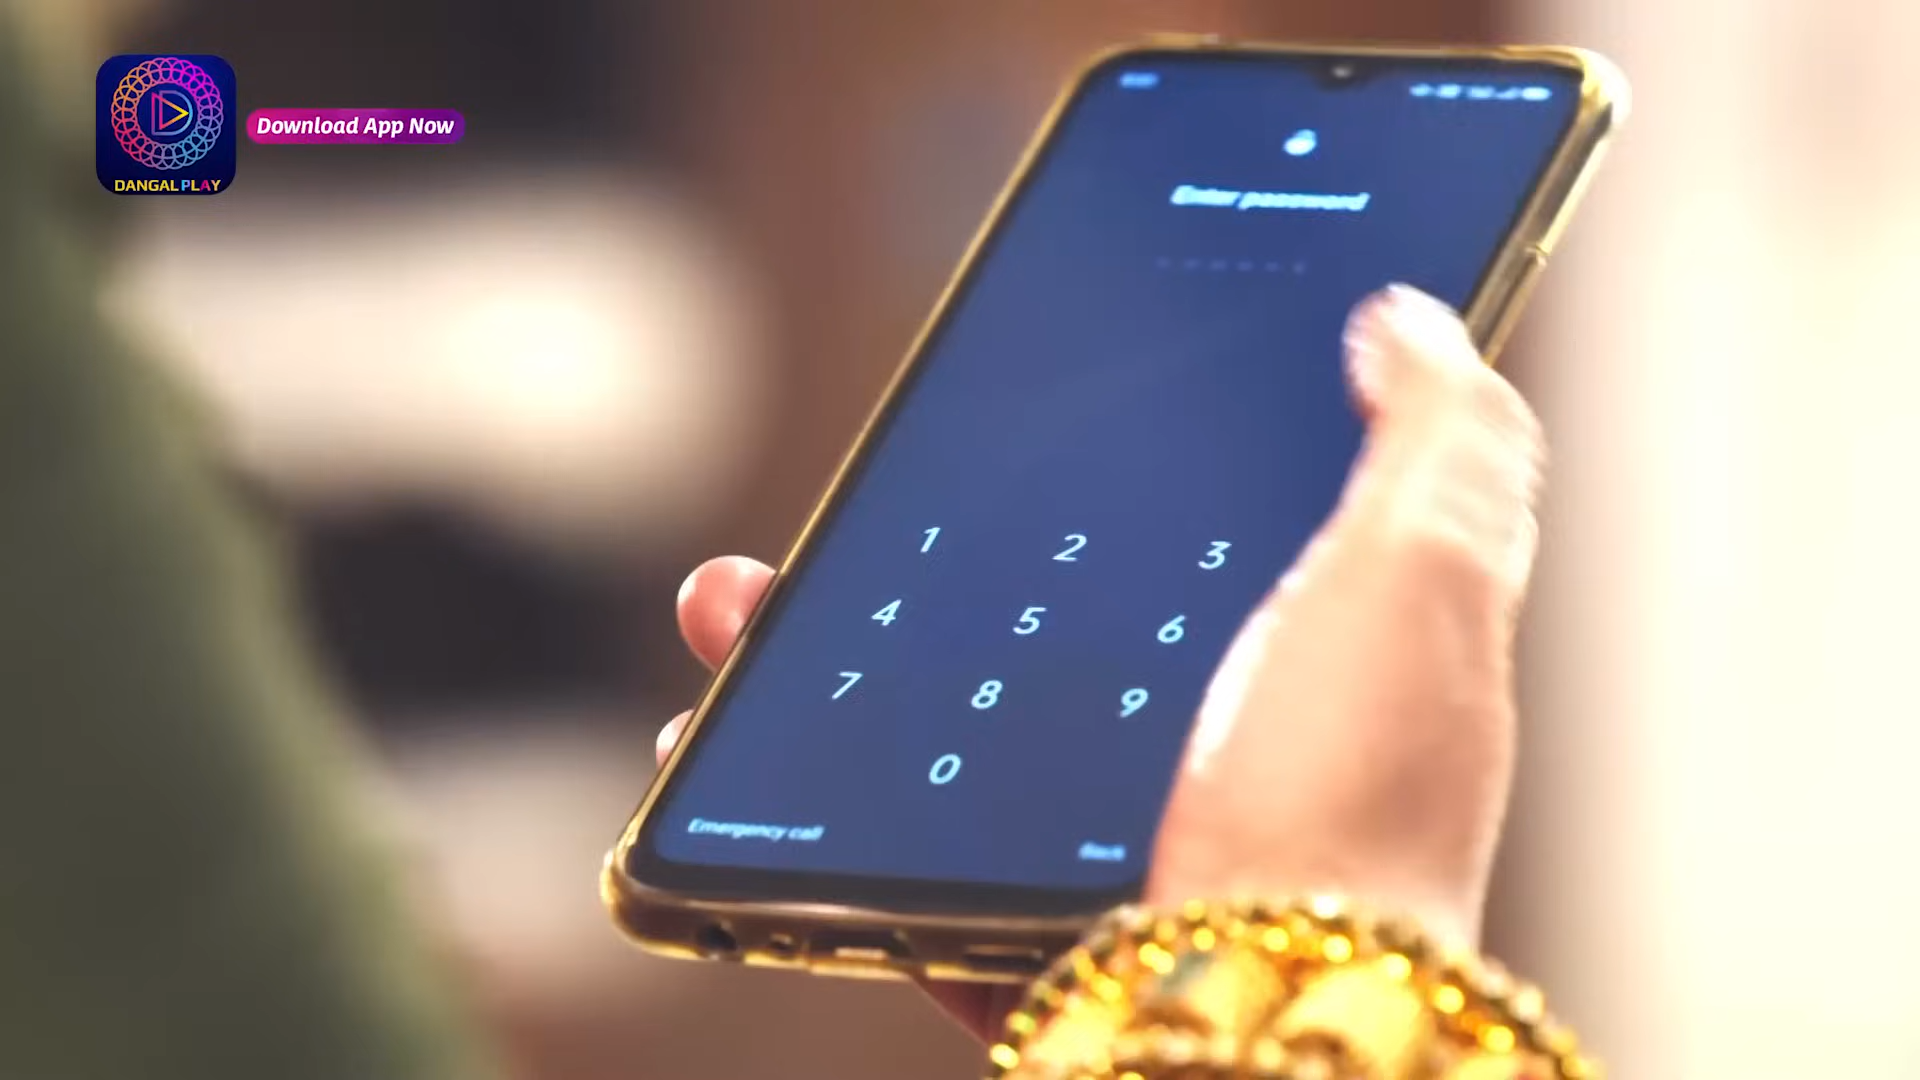 DANGAL PLAY
Download App Now
Enter password
1 2 3
4 5 6
7 8 9
0
Emergency call
Back